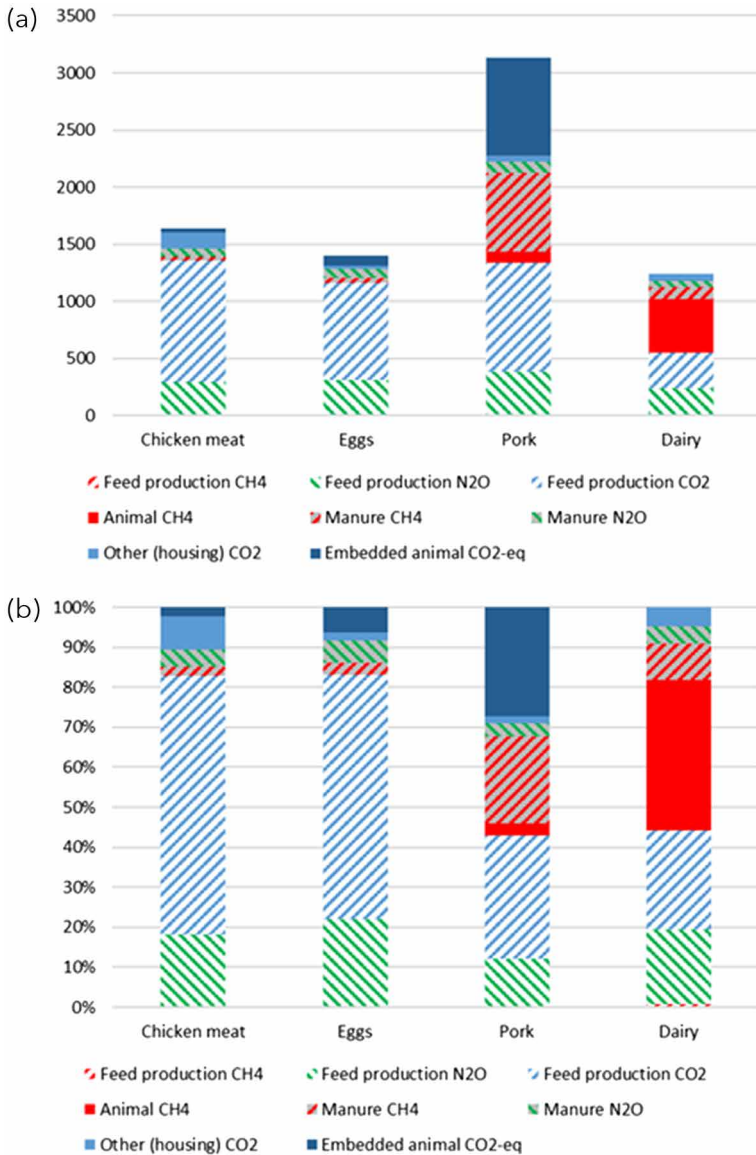 (a)
3500
3000
2500
2000
1500
1000
500
0
Chicken meat Eggs Pork Dairy
Feed production CH4 Feed production N2O Feed production CO2
Animal CH4 Manure CH4 Manure N2O
Other (housing) CO2 Embedded animal CO2-eq
(b)
100%
90%
80%
70%
60%
50%
40%
30%
20%
10%
0%
Chicken meat Eggs Pork Dairy
Feed production CH4 Feed production N2O Feed production CO2
Animal CH4 Manure CH4 Manure N2O
Other (housing) CO2 Embedded animal CO2-eq